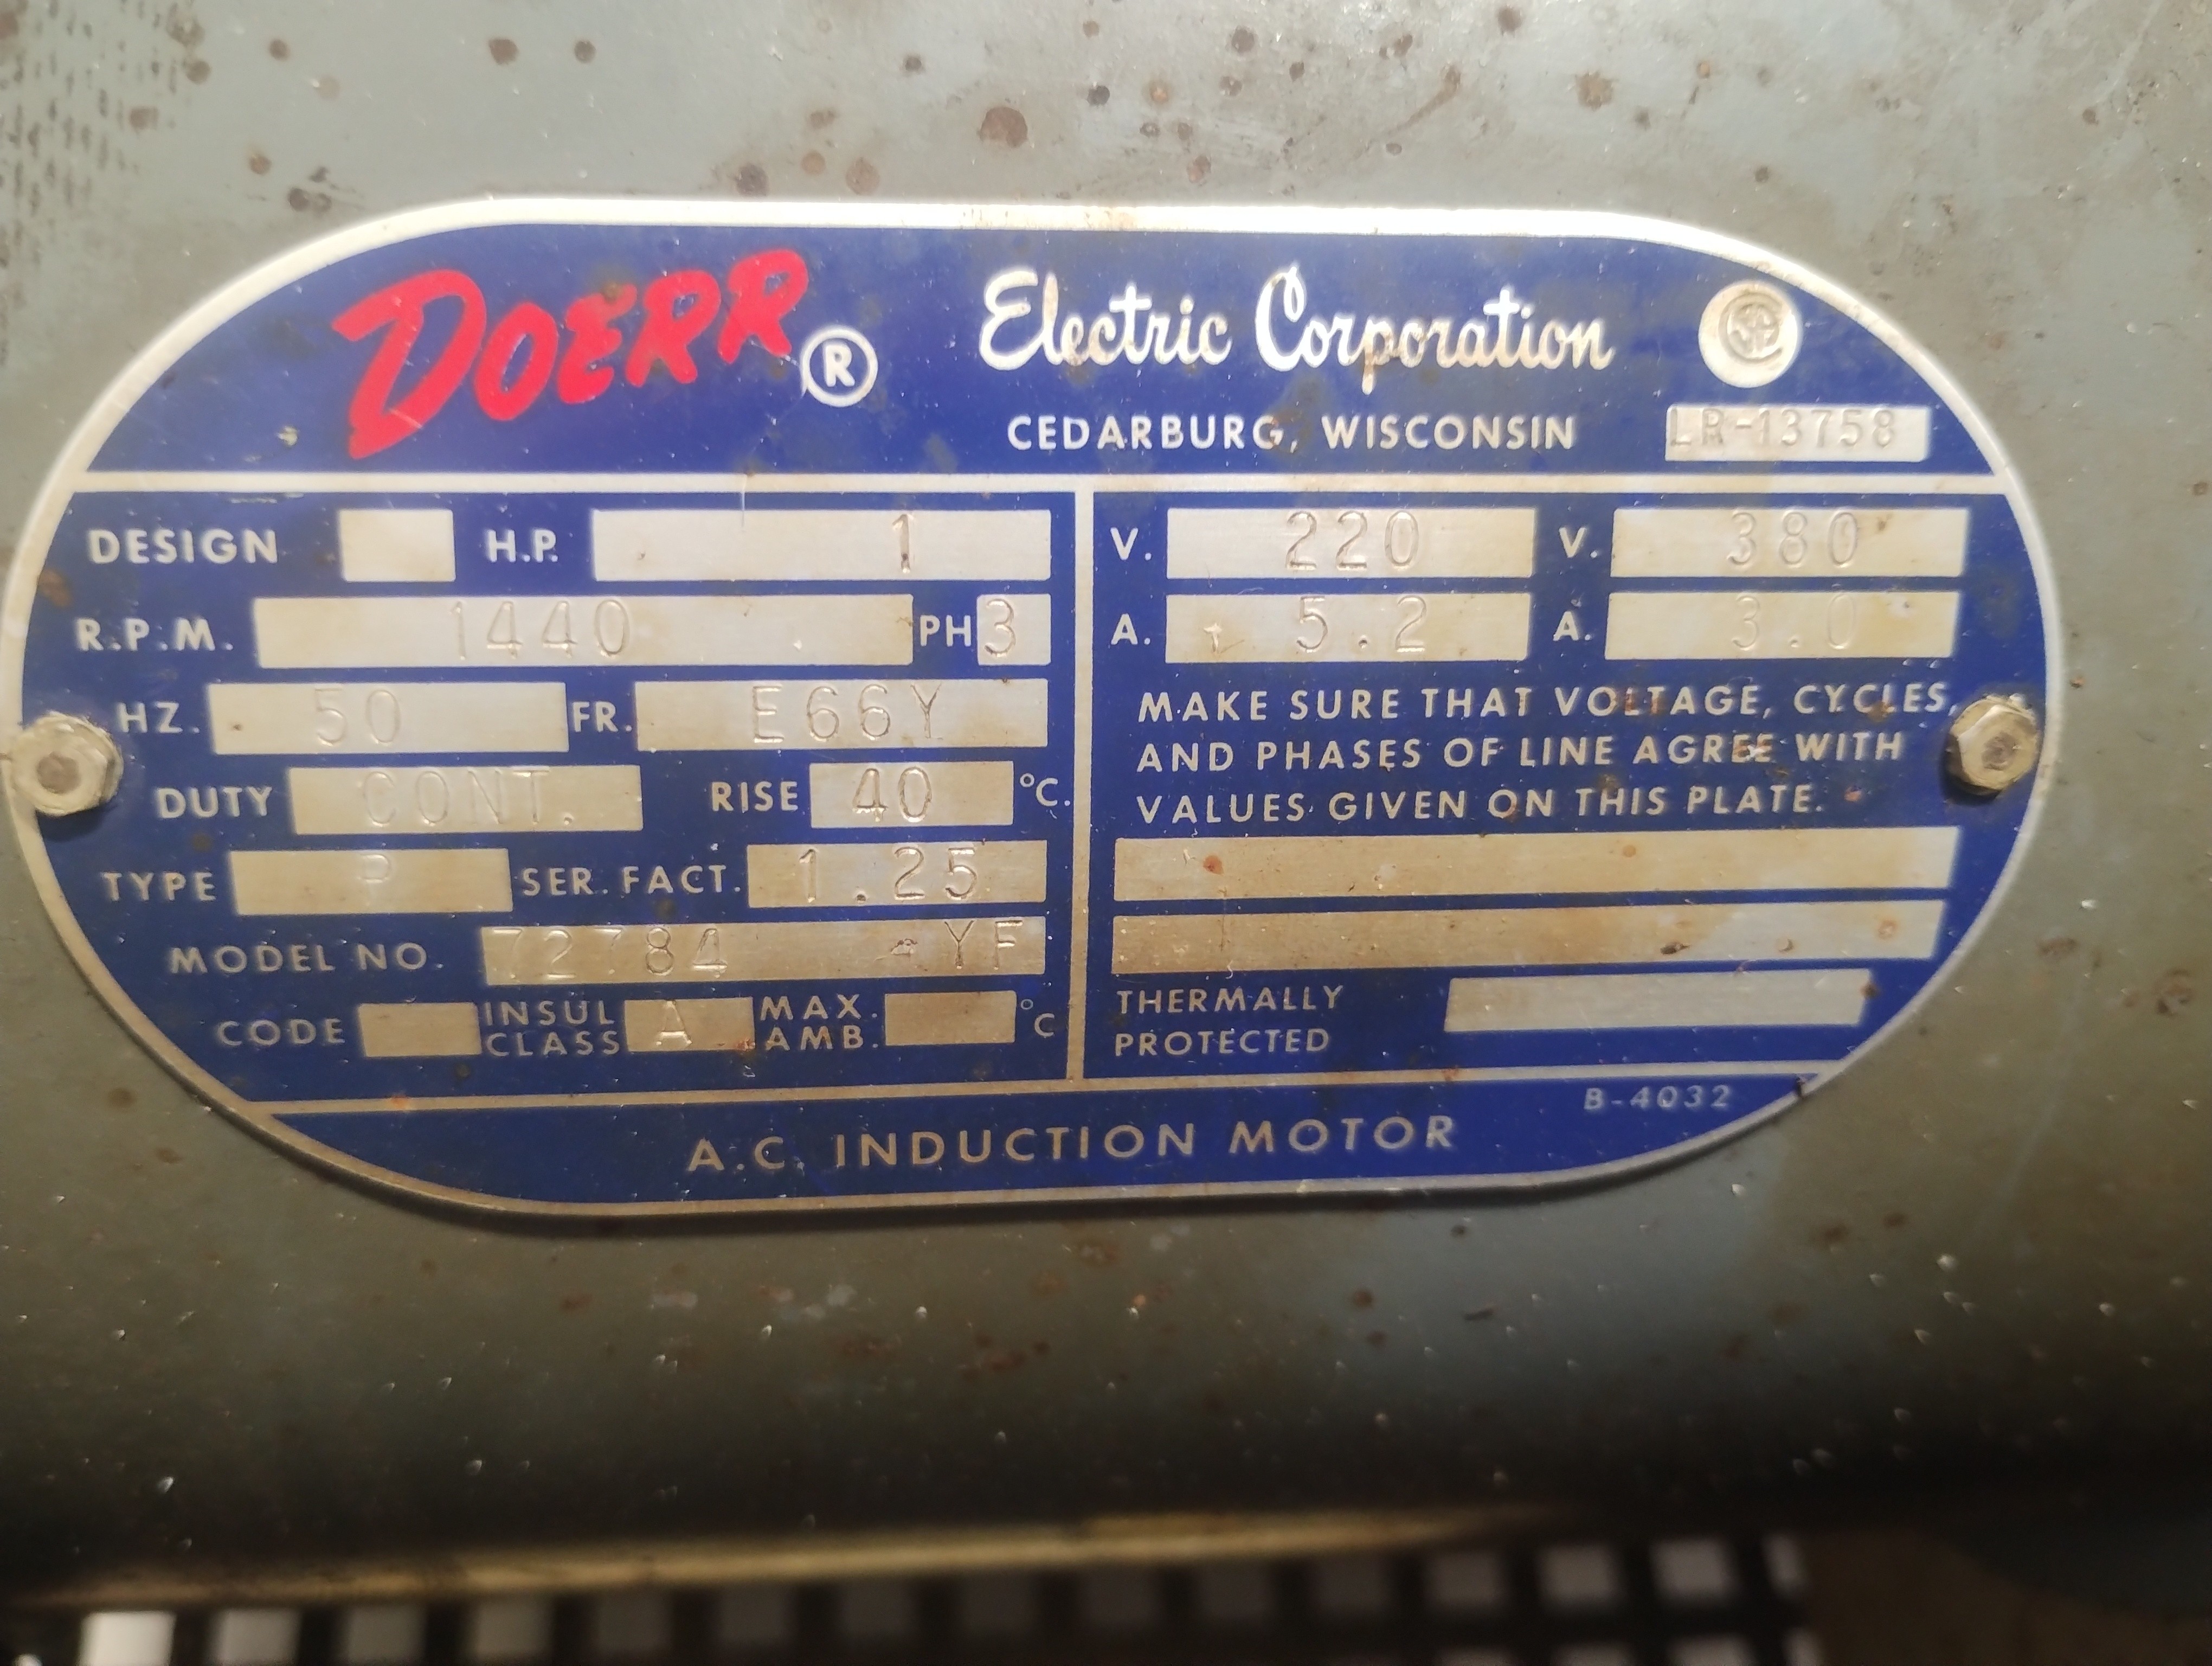 DOERR ® Electric Corporation
CEDARBURG, WISCONSIN LR-13758
DESIGN H.P. 1 V. 220 V. 380
R.P.M. 1440 PH 3 A. 5.2 A. 3.0
HZ. 50 FR. E66Y
MAKE SURE THAT VOLTAGE, CYCLES,
AND PHASES OF LINE AGREE WITH
VALUES GIVEN ON THIS PLATE.
DUTY CONT. RISE 40 °C.
TYPE P SER. FACT. 1.25
MODEL NO. 72784 -YF
CODE INSUL CLASS A MAX. AMB. °C
THERMALLY
PROTECTED
B-4032
A.C. INDUCTION MOTOR